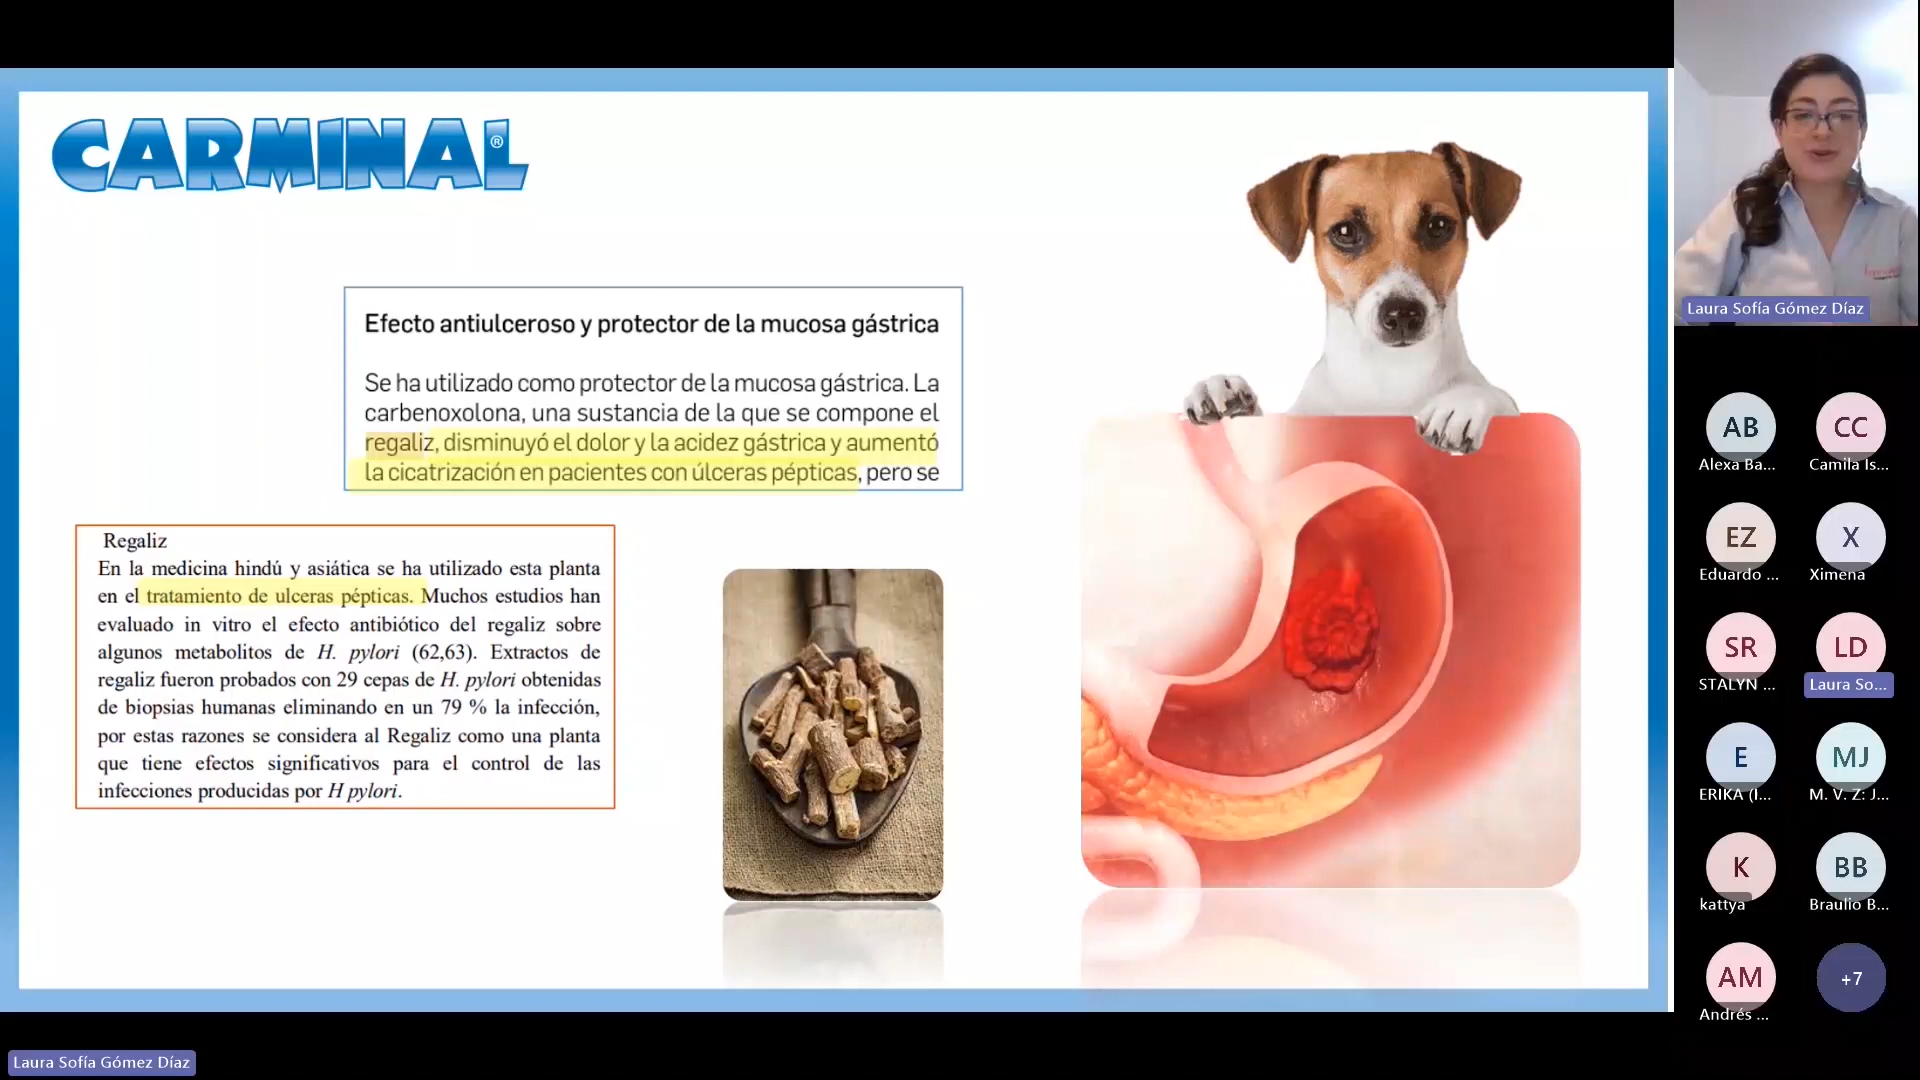 CARMINAL®
Efecto antiulceroso y protector de la mucosa gástrica
Se ha utilizado como protector de la mucosa gástrica. La
carbenoxolona, una sustancia de la que se compone el
regaliz, disminuyó el dolor y la acidez gástrica y aumentó
la cicatrización en pacientes con úlceras pépticas, pero se
Regaliz
En la medicina hindú y asiática se ha utilizado esta planta
en el tratamiento de ulceras pépticas. Muchos estudios han
evaluado in vitro el efecto antibiótico del regaliz sobre
algunos metabolitos de H. pylori (62,63). Extractos de
regaliz fueron probados con 29 cepas de H. pylori obtenidas
de biopsias humanas eliminando en un 79 % la infección,
por estas razones se considera al Regaliz como una planta
que tiene efectos significativos para el control de las
infecciones producidas por H pylori.
Laura Sofía Gómez Díaz
AB
Alexa Ba...
CC
Camila Is...
EZ
Eduardo ...
X
Ximena
SR
STALYN ...
LD
Laura So...
E
ERIKA (I...
MJ
M. V. Z: J...
K
kattya
BB
Braulio B...
AM
Andrés ...
+7
Laura Sofía Gómez Díaz